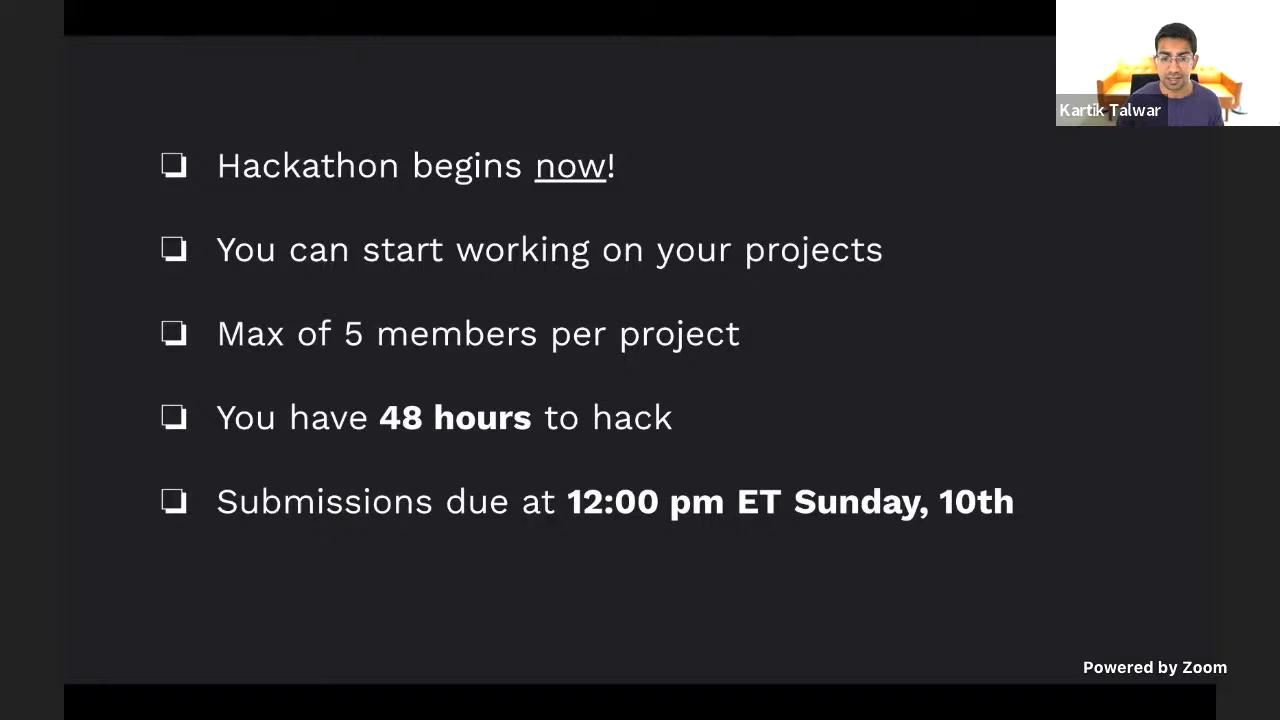 Kartik Talwar
❏ Hackathon begins now!
❏ You can start working on your projects
❏ Max of 5 members per project
❏ You have 48 hours to hack
❏ Submissions due at 12:00 pm ET Sunday, 10th
Powered by Zoom